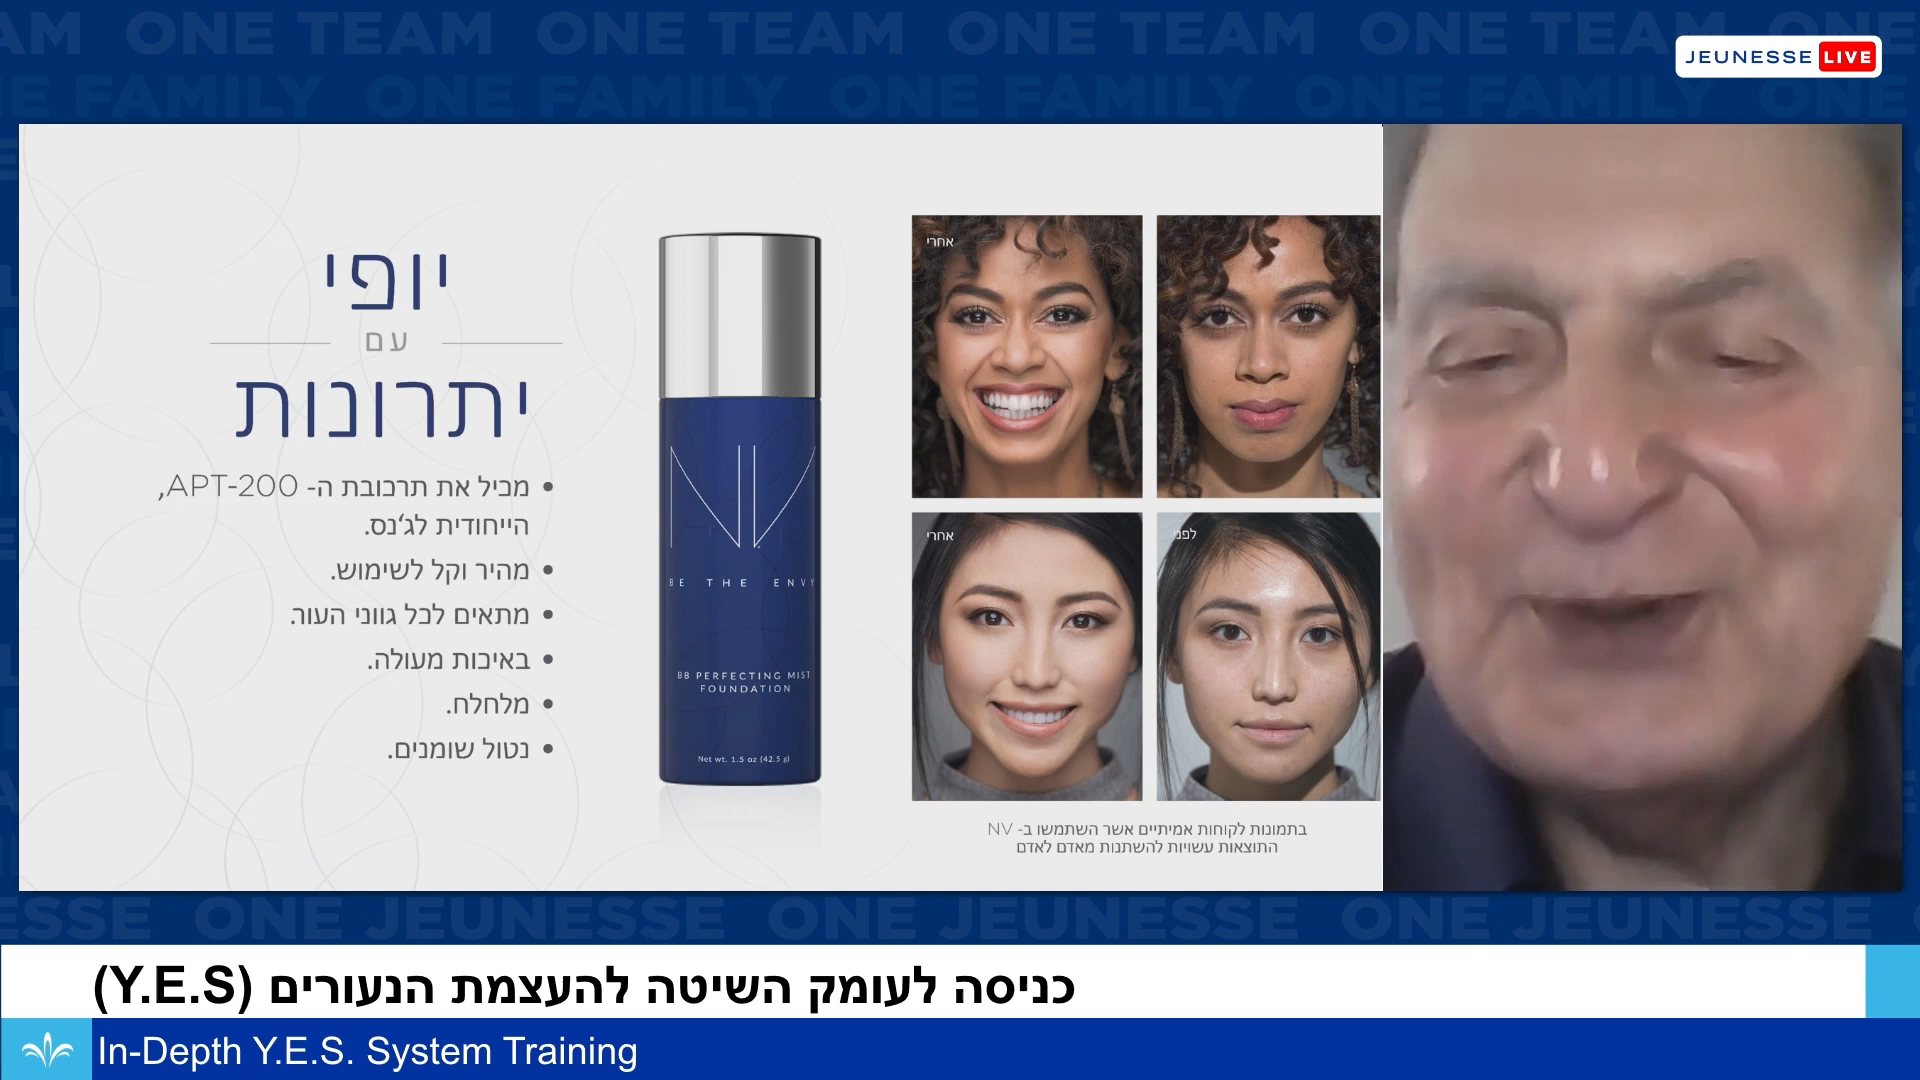 ONE TEAM ONE TEAM ONE TEAM ONE TEAM ONE
ONE FAMILY ONE FAMILY ONE FAMILY ONE FAMILY ONE
JEUNESSE LIVE
יופי
עם
יתרונות
• מכיל את תרכובת ה- APT-200,
הייחודית לג'נס.
• מהיר וקל לשימוש.
• מתאים לכל גווני העור.
• באיכות מעולה.
• מלחלח.
• נטול שומנים.
NV
BE THE ENVY
BB PERFECTING MIST
FOUNDATION
Net wt. 1.5 oz (42.5 g)
אחרי
לפני
אחרי
בתמונות לקוחות אמיתיים אשר השתמשו ב- NV
התוצאות עשויות להשתנות מאדם לאדם
ONE JEUNESSE ONE JEUNESSE ONE JEUNESSE
כניסה לעומק השיטה להעצמת הנעורים (Y.E.S)
In-Depth Y.E.S. System Training